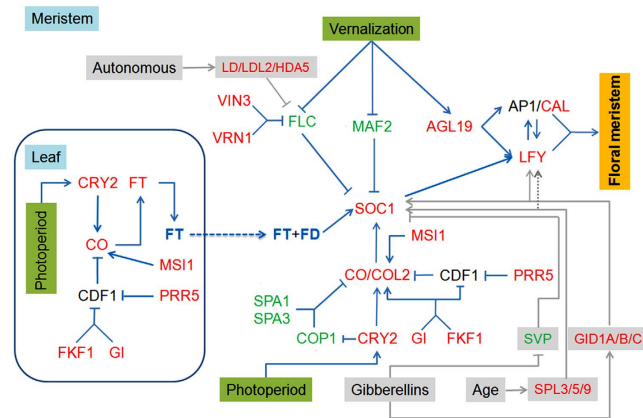 Meristem
Vernalization
Autonomous
LD/LDL2/HDA5
VIN3
VRN1
FLC
MAF2
AGL19
AP1/CAL
LFY
Floral meristem
Leaf
Photoperiod
CRY2
FT
CO
FT
MSI1
CDF1
PRR5
FKF1
GI
FT+FD
SOC1
MSI1
CO/COL2
CDF1
PRR5
SPA1
SPA3
COP1
CRY2
GI
FKF1
SVP
GID1A/B/C
Photoperiod
Gibberellins
Age
SPL3/5/9